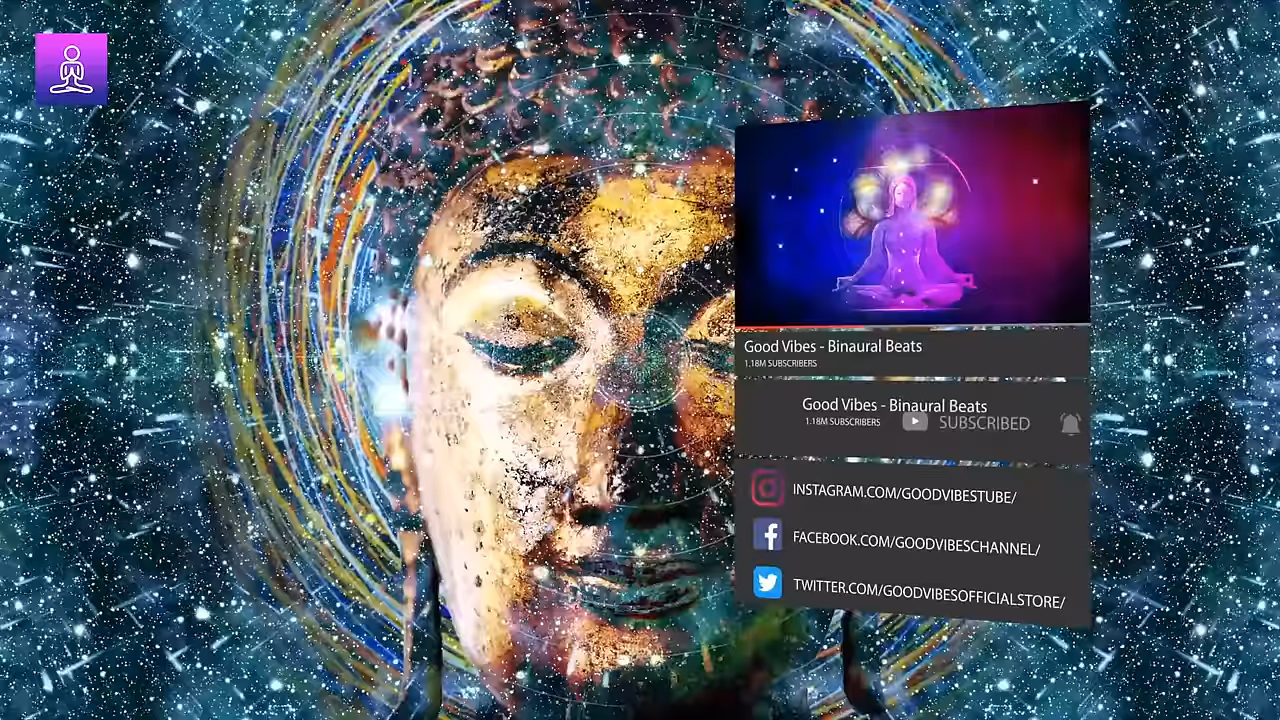 Good Vibes - Binaural Beats
1.18M SUBSCRIBERS
Good Vibes - Binaural Beats
1.18M SUBSCRIBERS
SUBSCRIBED
INSTAGRAM.COM/GOODVIBESTUBE/
FACEBOOK.COM/GOODVIBESCHANNEL/
TWITTER.COM/GOODVIBESOFFICIALSTORE/